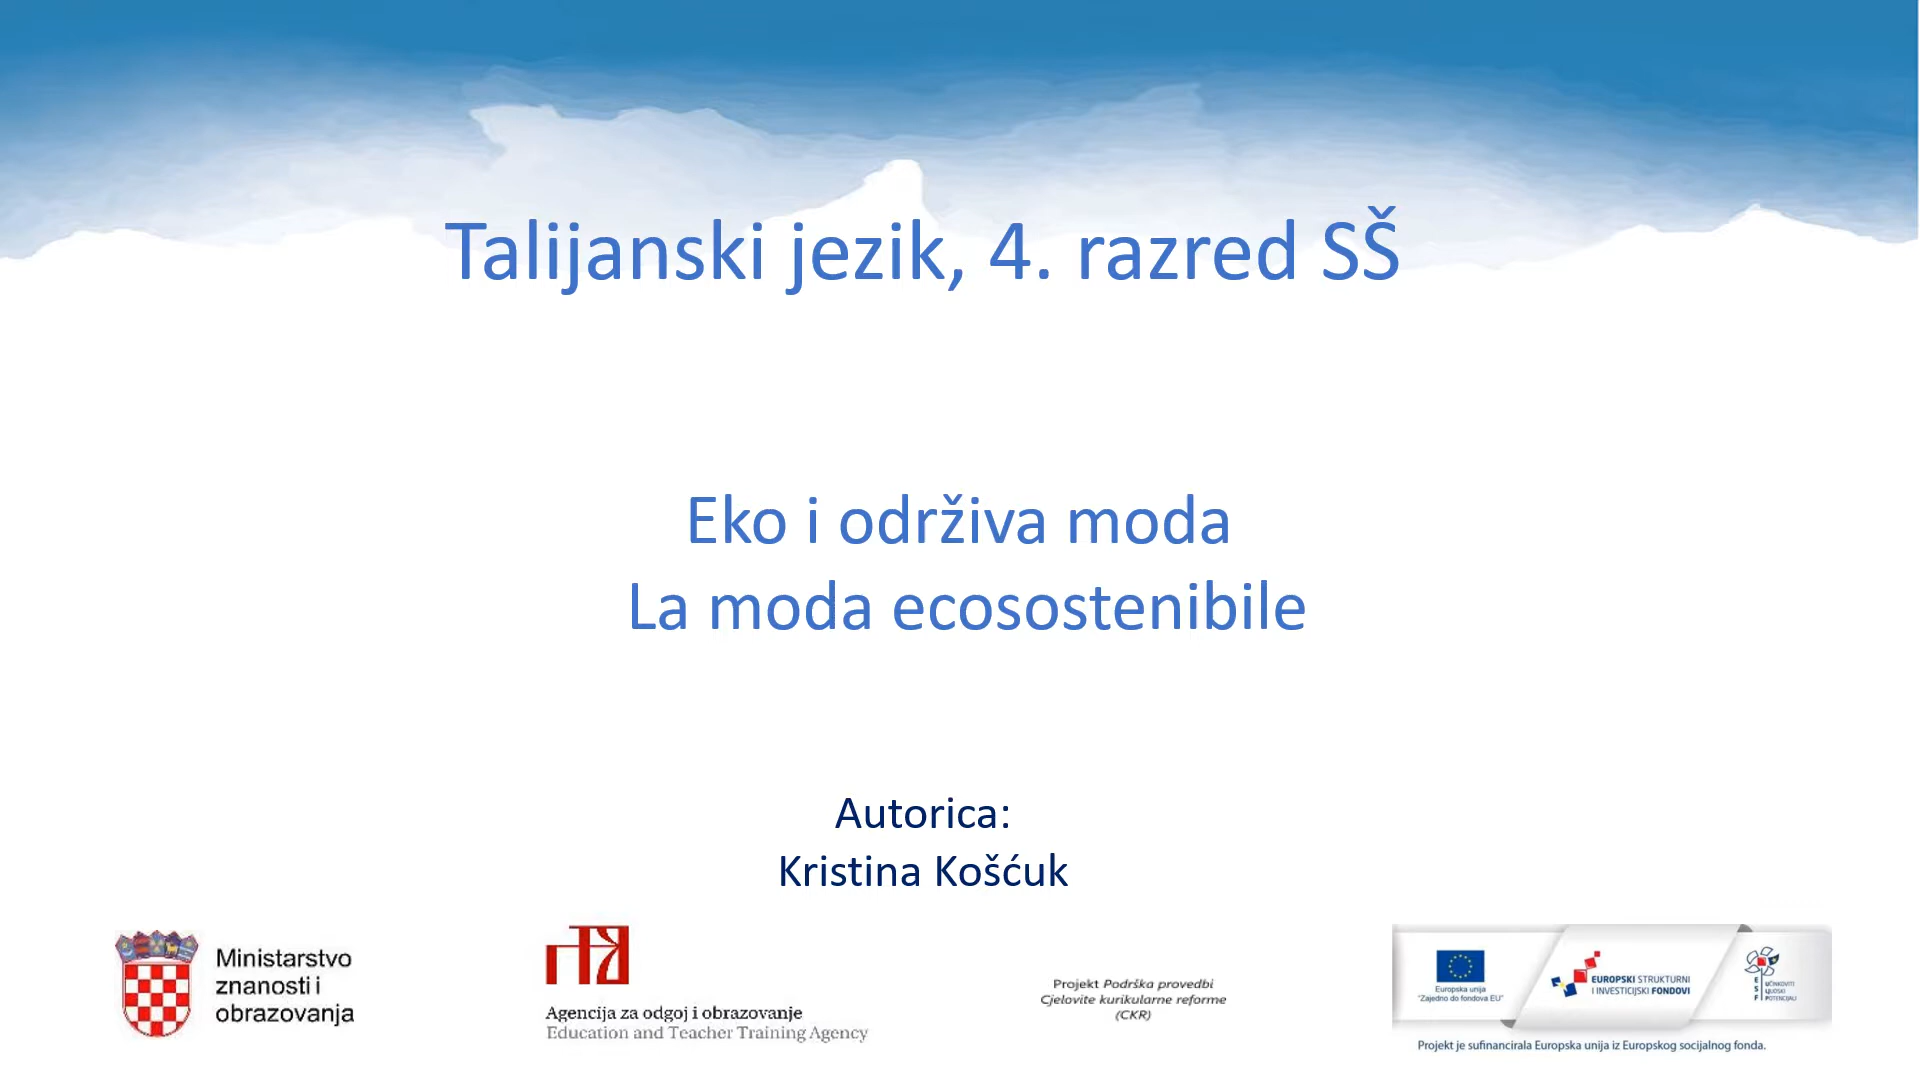 Talijanski jezik, 4. razred SŠ
Eko i održiva moda
La moda ecosostenibile
Autorica:
Kristina Košćuk
Ministarstvo
znanosti i
obrazovanja
Agencija za odgoj i obrazovanje
Education and Teacher Training Agency
Projekt Podrška provedbi
Cjelovite kurikularne reforme
(CKR)
Europska unija
"Zajedno do fondova EU"
EUROPSKI STRUKTURNI
I INVESTICIJSKI FONDOVI
ESF
UČINKOVITI
LJUDSKI
POTENCIJALI
Projekt je sufinancirala Europska unija iz Europskog socijalnog fonda.